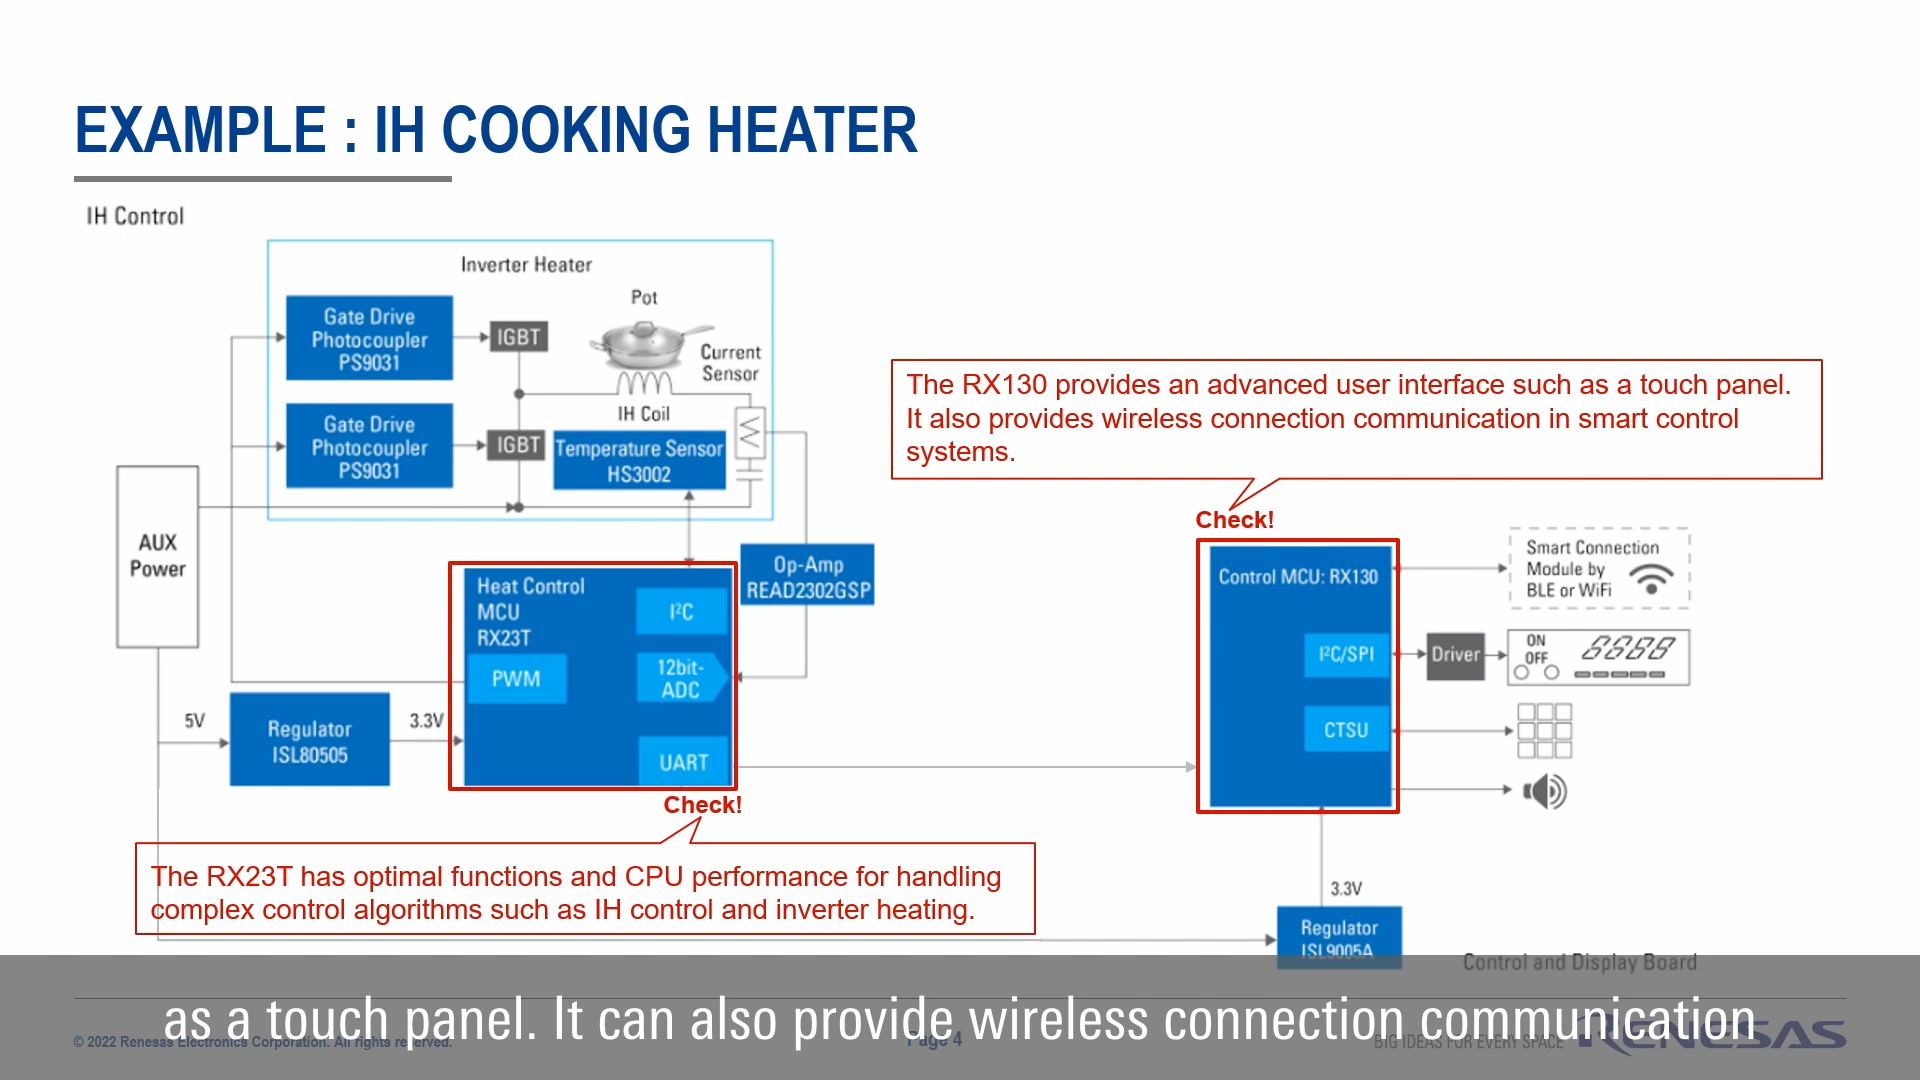 EXAMPLE : IH COOKING HEATER
IH Control
Inverter Heater
Gate Drive
Photocoupler
PS9031
IGBT
Pot
Current
Sensor
IH Coil
Gate Drive
Photocoupler
PS9031
IGBT
Temperature Sensor
HS3002
The RX130 provides an advanced user interface such as a touch panel.
It also provides wireless connection communication in smart control
systems.
Check!
AUX
Power
Op-Amp
READ2302GSP
Heat Control
MCU
RX23T
I²C
PWM
12bit-
ADC
UART
Control MCU: RX130
I²C/SPI
CTSU
Smart Connection
Module by
BLE or WiFi
Driver
ON
OFF
8888
5V
Regulator
ISL80505
3.3V
Check!
The RX23T has optimal functions and CPU performance for handling
complex control algorithms such as IH control and inverter heating.
3.3V
Regulator
ISL9005A
Control and Display Board
as a touch panel. It can also provide wireless connection communication
© 2022 Renesas Electronics Corporation. All rights reserved.
Page 4
BIG IDEAS FOR EVERY SPACE
RENESAS